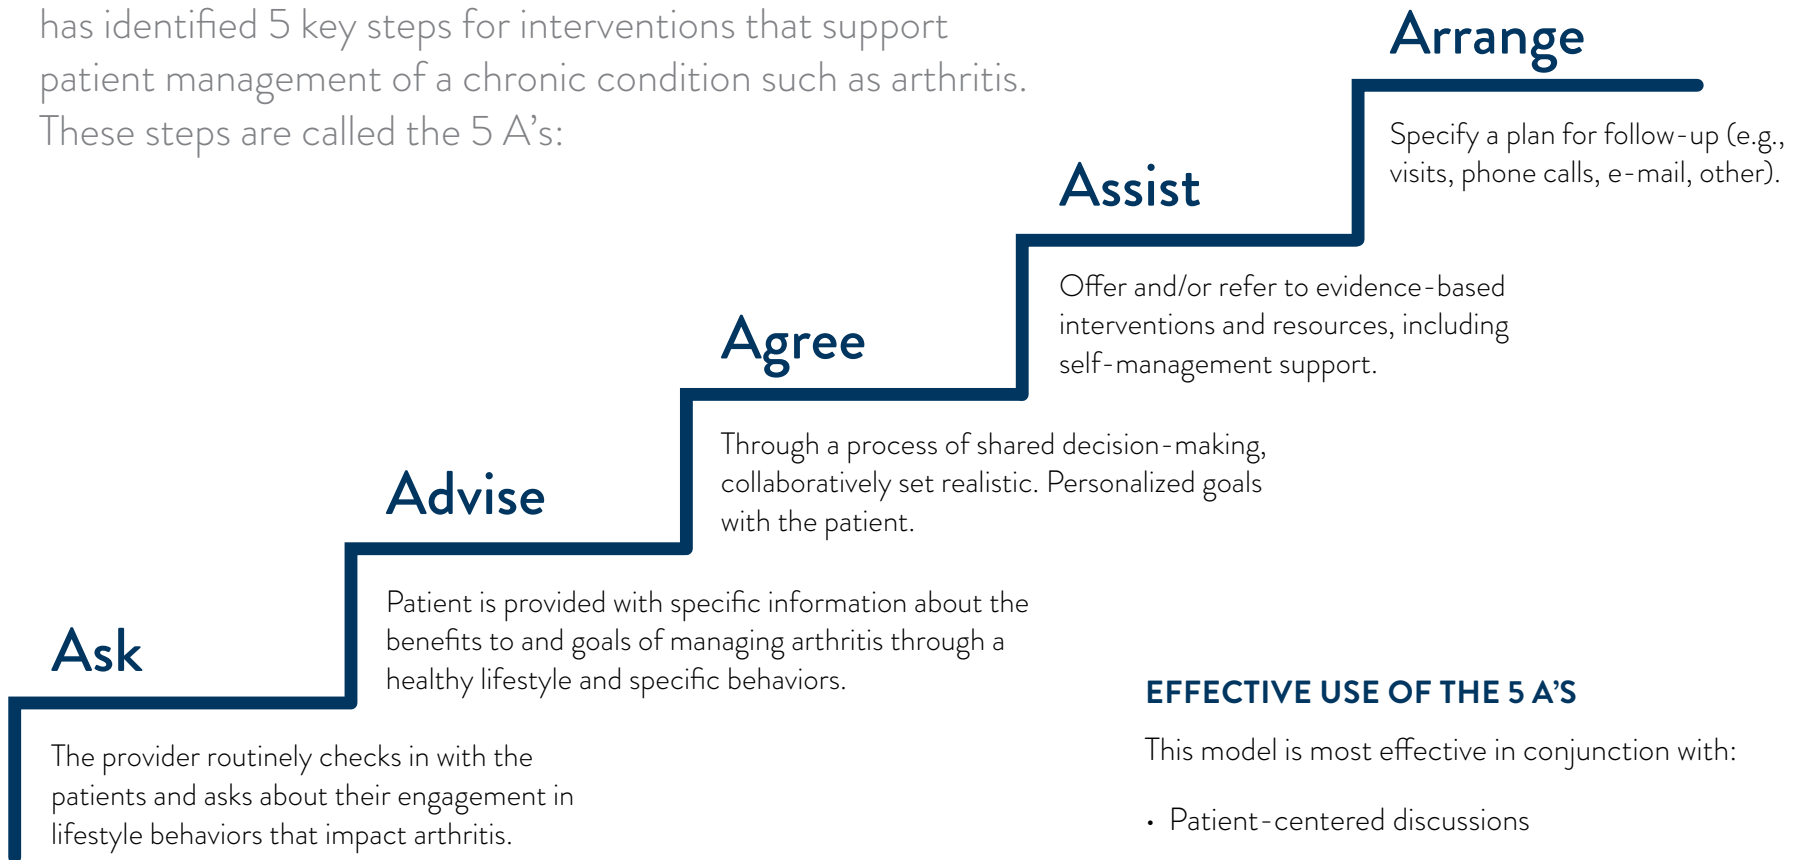 has identified 5 key steps for interventions that support
patient management of a chronic condition such as arthritis.
These steps are called the 5 A's:
Arrange
Specify a plan for follow-up (e.g.,
visits, phone calls, e-mail, other).
Assist
Offer and/or refer to evidence-based
interventions and resources, including
self-management support.
Agree
Through a process of shared decision-making,
collaboratively set realistic. Personalized goals
with the patient.
Advise
Patient is provided with specific information about the
benefits to and goals of managing arthritis through a
healthy lifestyle and specific behaviors.
Ask
The provider routinely checks in with the
patients and asks about their engagement in
lifestyle behaviors that impact arthritis.
EFFECTIVE USE OF THE 5 A'S
This model is most effective in conjunction with:
• Patient-centered discussions